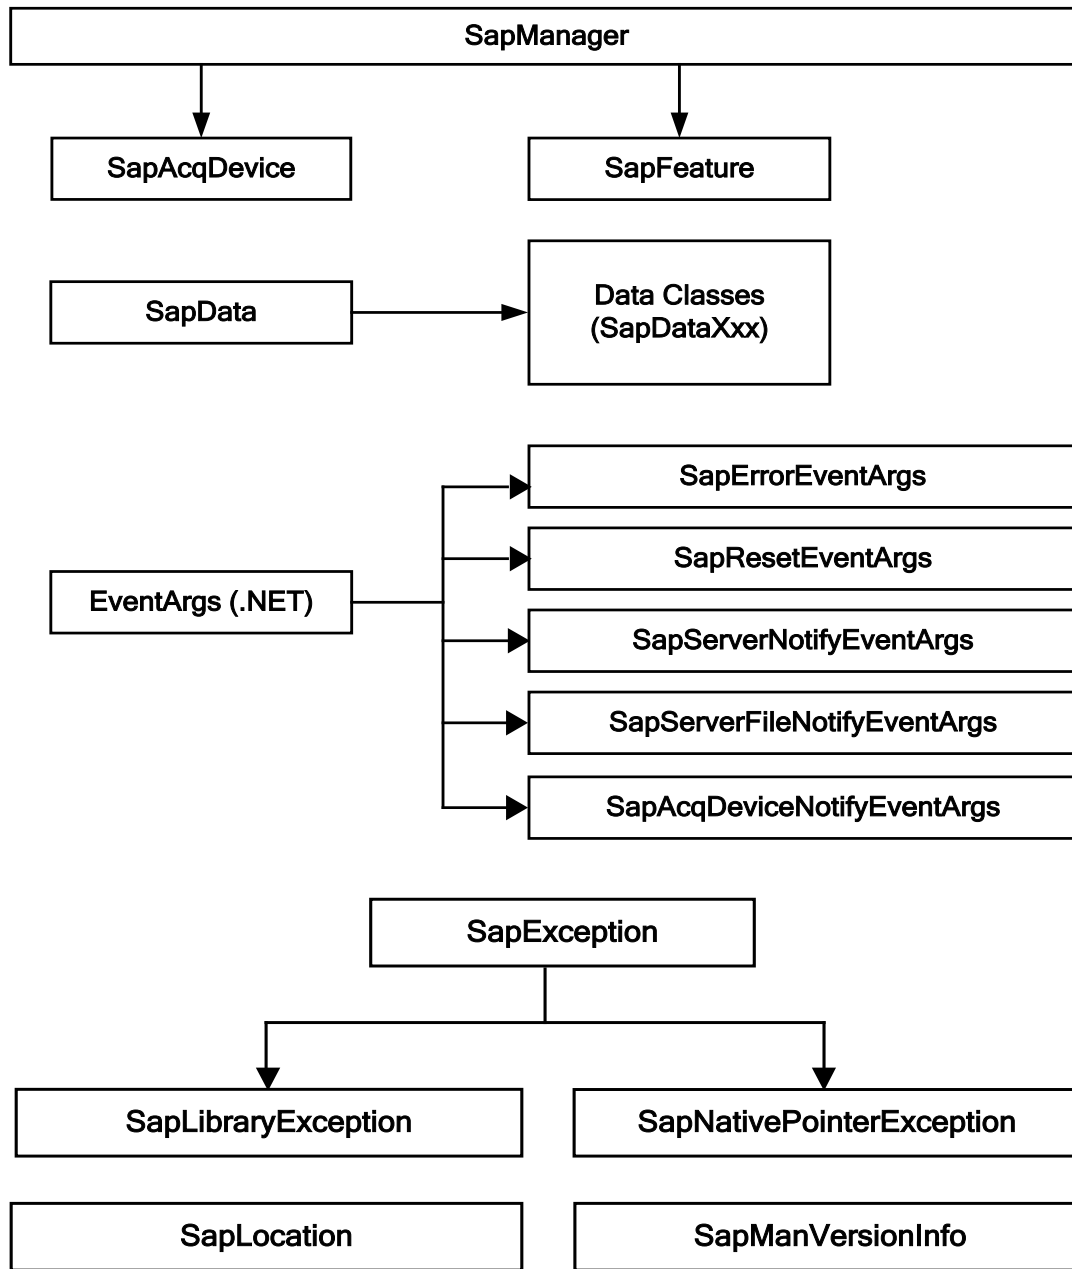 SapManager
SapAcqDevice
SapFeature
SapData
Data Classes
(SapDataXxx)
SapErrorEventArgs
SapResetEventArgs
EventArgs (.NET)
SapServerNotifyEventArgs
SapServerFileNotifyEventArgs
SapAcqDeviceNotifyEventArgs
SapException
SapLibraryException
SapNativePointerException
SapLocation
SapManVersionInfo